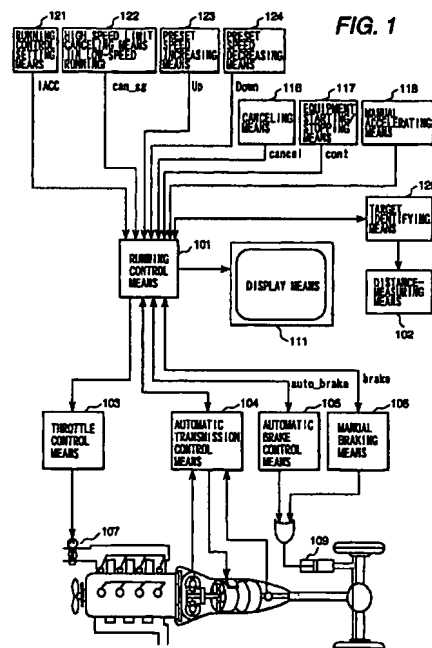 FIG. 1
121
122
123
124
RUNNING
CONTROL
SETTING
MEANS
HIGH SPEED LIMIT
CANCELING MEANS
IN LOW-SPEED
RUNNING
PRESET
SPEED
INCREASING
MEANS
PRESET
SPEED
DECREASING
MEANS
IACC
can_sg
Up
Down
116
117
118
CANCELING
MEANS
EQUIPMENT
STARTING/
STOPPING
MEANS
MANUAL
ACCELERATING
MEANS
cancel
cont
TARGET
IDENTIFYING
MEANS
101
RUNNING
CONTROL
MEANS
DISPLAY MEANS
111
DISTANCE-
MEASURING
MEANS
102
auto_brake
brake
103
104
105
106
THROTTLE
CONTROL
MEANS
AUTOMATIC
TRANSMISSION
CONTROL
MEANS
AUTOMATIC
BRAKE
CONTROL
MEANS
MANUAL
BRAKING
MEANS
107
109